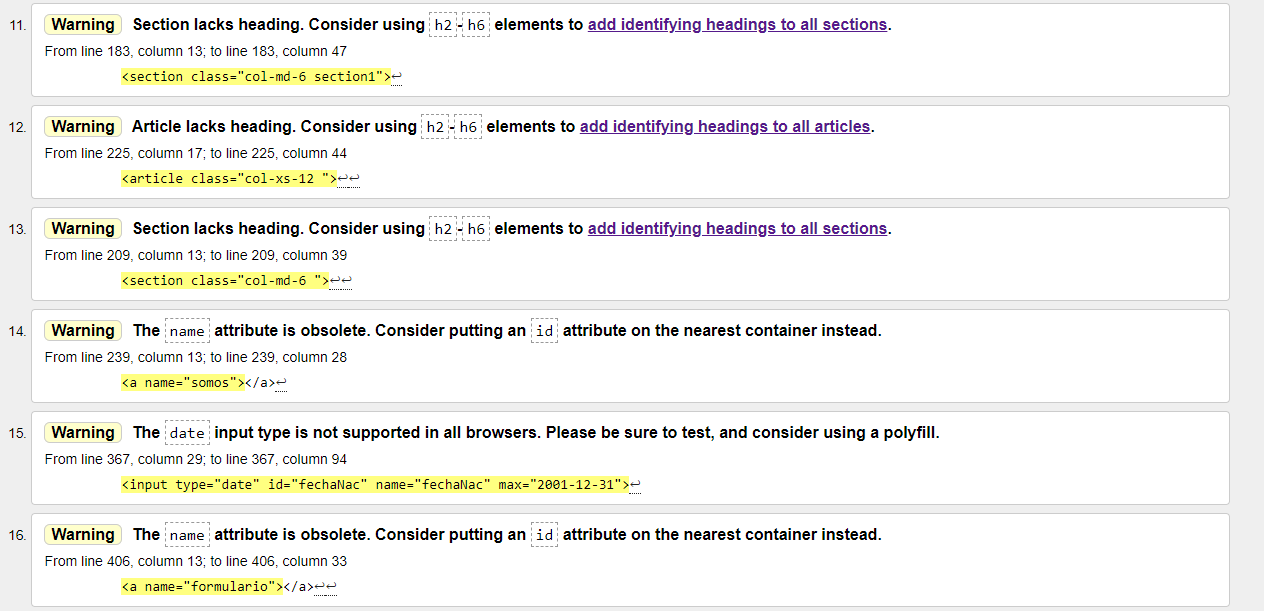 11. Warning Section lacks heading. Consider using h2-h6 elements to add identifying headings to all sections.
From line 183, column 13; to line 183, column 47
<section class="col-md-6 section1">↩
12. Warning Article lacks heading. Consider using h2-h6 elements to add identifying headings to all articles.
From line 225, column 17; to line 225, column 44
<article class="col-xs-12 ">↩↩
13. Warning Section lacks heading. Consider using h2-h6 elements to add identifying headings to all sections.
From line 209, column 13; to line 209, column 39
<section class="col-md-6 ">↩↩
14. Warning The name attribute is obsolete. Consider putting an id attribute on the nearest container instead.
From line 239, column 13; to line 239, column 28
<a name="somos"></a>↩
15. Warning The date input type is not supported in all browsers. Please be sure to test, and consider using a polyfill.
From line 367, column 29; to line 367, column 94
<input type="date" id="fechaNac" name="fechaNac" max="2001-12-31">↩
16. Warning The name attribute is obsolete. Consider putting an id attribute on the nearest container instead.
From line 406, column 13; to line 406, column 33
<a name="formulario"></a>↩↩